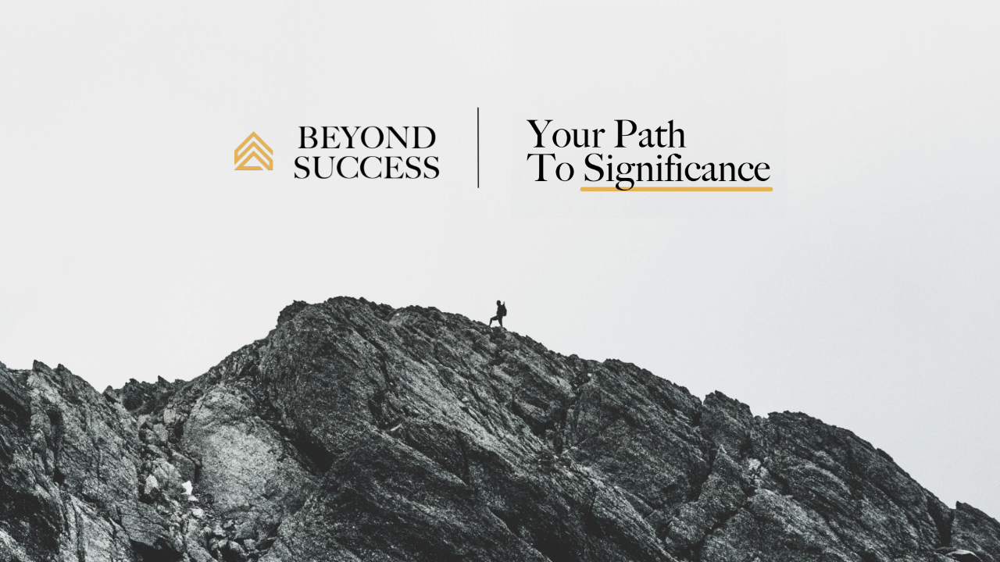 BEYOND
SUCCESS
Your Path
To Significance